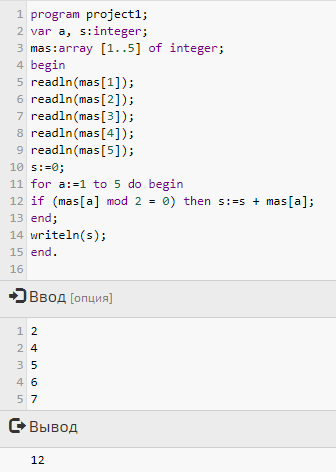 1 program project1;
2 var a, s:integer;
3 mas:array [1..5] of integer;
4 begin
5 readln(mas[1]);
6 readln(mas[2]);
7 readln(mas[3]);
8 readln(mas[4]);
9 readln(mas[5]);
10 s:=0;
11 for a:=1 to 5 do begin
12 if (mas[a] mod 2 = 0) then s:=s + mas[a];
13 end;
14 writeln(s);
15 end.
16
Ввод [опция]
1 2
2 4
3 5
4 6
5 7
Вывод
12